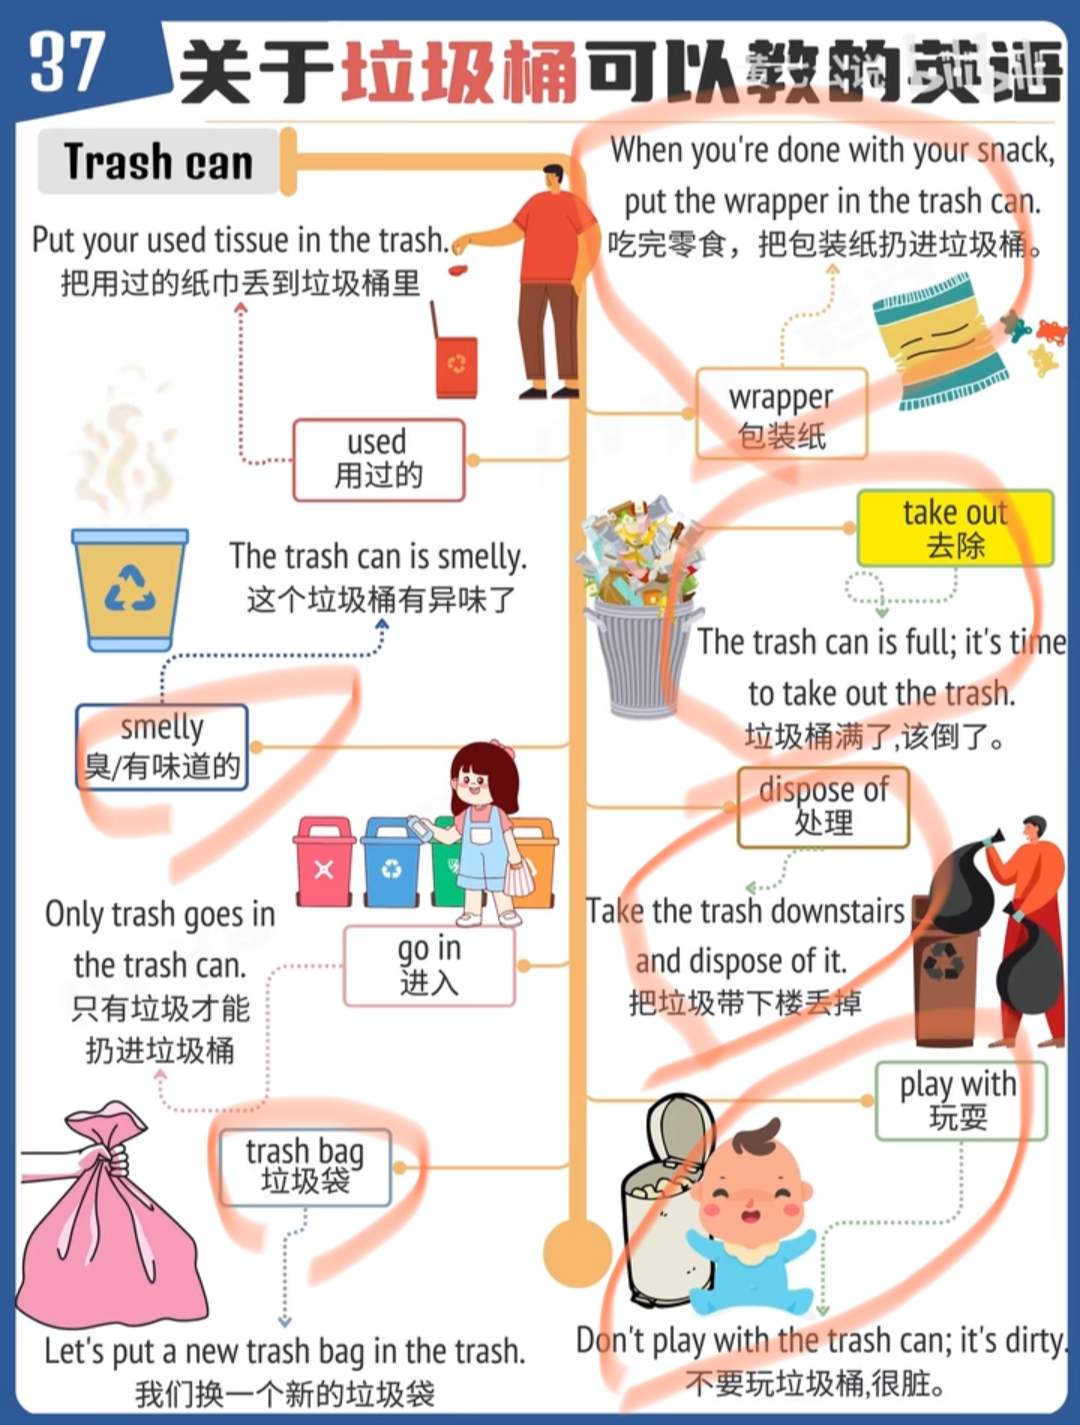 37
关于垃圾桶可以教的英语
Trash can
Put your used tissue in the trash.
把用过的纸巾丢到垃圾桶里
used
用过的
The trash can is smelly.
这个垃圾桶有异味了
smelly
臭/有味道的
Only trash goes in
the trash can.
只有垃圾才能
扔进垃圾桶
go in
进入
trash bag
垃圾袋
Let's put a new trash bag in the trash.
我们换一个新的垃圾袋
When you're done with your snack,
put the wrapper in the trash can.
吃完零食，把包装纸扔进垃圾桶。
wrapper
包装纸
take out
去除
The trash can is full; it's time
to take out the trash.
垃圾桶满了,该倒了。
dispose of
处理
Take the trash downstairs
and dispose of it.
把垃圾带下楼丢掉
play with
玩耍
Don't play with the trash can; it's dirty.
不要玩垃圾桶,很脏。